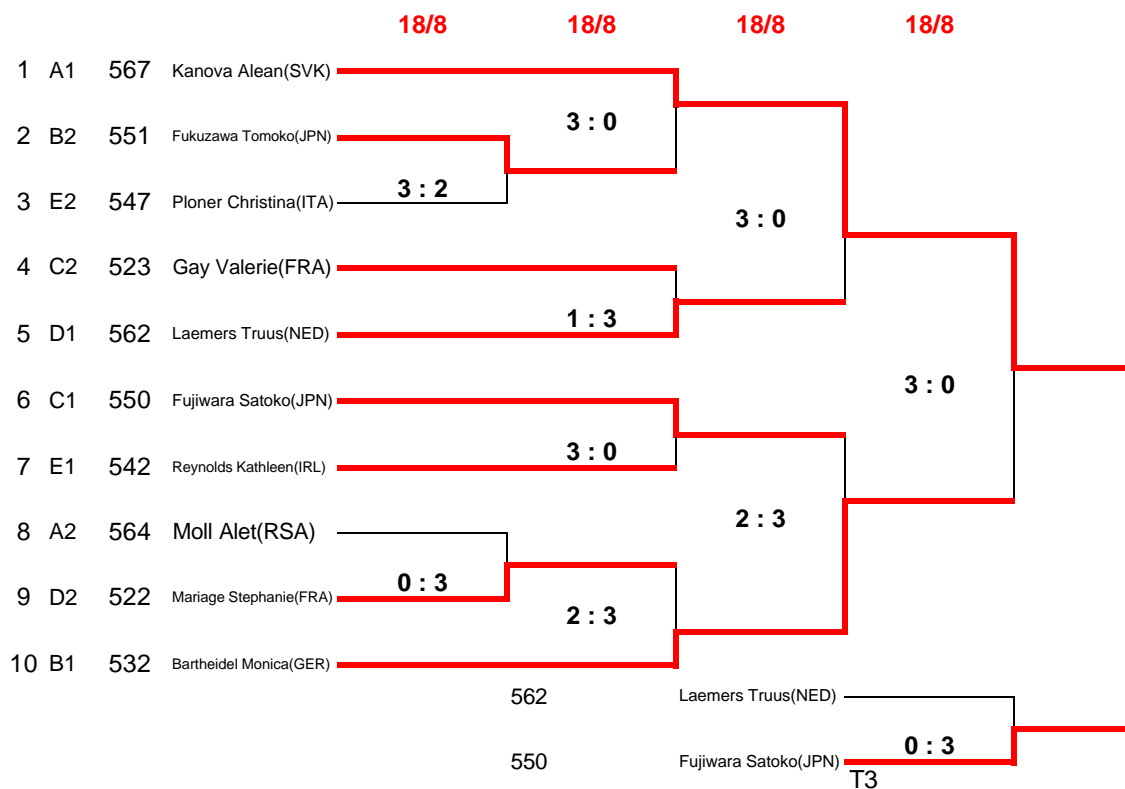 18/8 18/8 18/8 18/8
1 A1 567 Kanova Alean(SVK)
3 : 0
2 B2 551 Fukuzawa Tomoko(JPN)
3 : 2
3 E2 547 Ploner Christina(ITA)
3 : 0
4 C2 523 Gay Valerie(FRA)
1 : 3
5 D1 562 Laemers Truus(NED)
3 : 0
6 C1 550 Fujiwara Satoko(JPN)
3 : 0
7 E1 542 Reynolds Kathleen(IRL)
2 : 3
8 A2 564 Moll Alet(RSA)
0 : 3
9 D2 522 Mariage Stephanie(FRA)
2 : 3
10 B1 532 Bartheidel Monica(GER)
562 Laemers Truus(NED)
0 : 3
550 Fujiwara Satoko(JPN)
T3